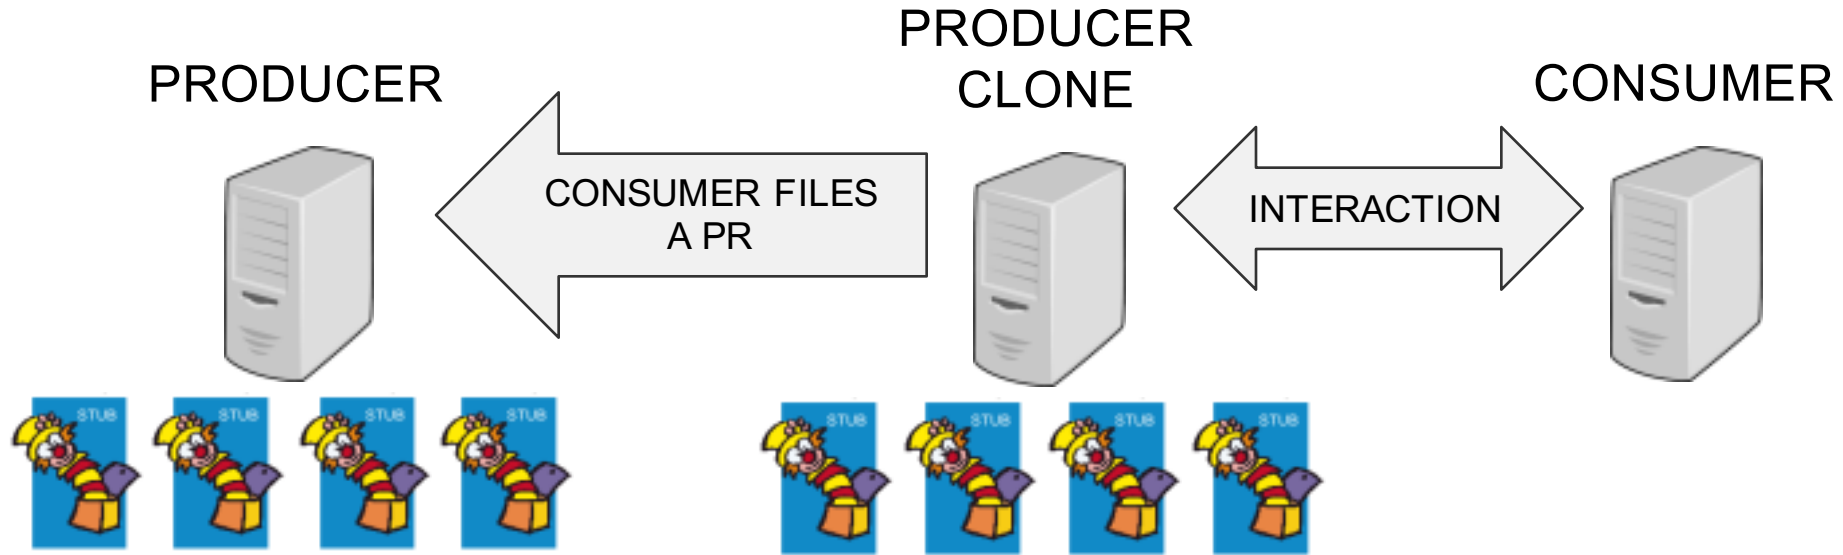 PRODUCER
PRODUCER
CLONE
CONSUMER
CONSUMER FILES
A PR
INTERACTION
STUB
STUB
STUB
STUB
STUB
STUB
STUB
STUB